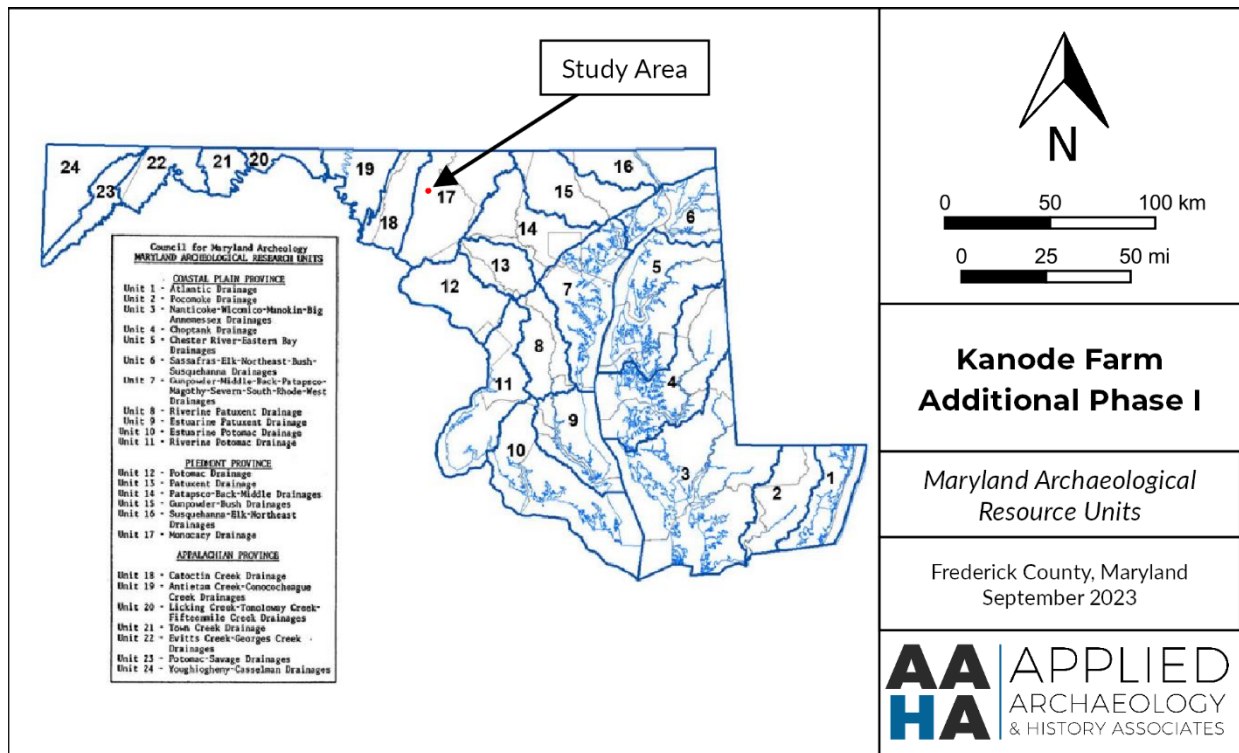 Study Area
24
23
22
21
20
19
18
17
16
15
14
13
12
11
10
9
8
7
6
5
4
3
2
1
Council for Maryland Archeology
MARYLAND ARCHEOLOGICAL RESEARCH UNITS
COASTAL PLAIN PROVINCE
Unit 1 - Atlantic Drainage
Unit 2 - Pocomoke Drainage
Unit 3 - Nanticoke-Wicomico-Manokin-Big
Annemessex Drainages
Unit 4 - Choptank Drainage
Unit 5 - Chester River-Eastern Bay
Drainages
Unit 6 - Sassafras-Elk-Northeast-Bush-
Susquehanna Drainages
Unit 7 - Gunpowder-Middle-Back-Patapsco-
Magothy-Severn-South-Rhode-West
Drainages
Unit 8 - Riverine Patuxent Drainage
Unit 9 - Estuarine Patuxent Drainage
Unit 10 - Estuarine Potomac Drainage
Unit 11 - Riverine Potomac Drainage
PIEDMONT PROVINCE
Unit 12 - Potomac Drainage
Unit 13 - Patuxent Drainage
Unit 14 - Patapsco-Back-Middle Drainages
Unit 15 - Gunpowder-Bush Drainages
Unit 16 - Susquehanna-Elk-Northeast
Drainages
Unit 17 - Monocacy Drainage
APPALACHIAN PROVINCE
Unit 18 - Catoctin Creek Drainage
Unit 19 - Antietam Creek-Conococheague
Creek Drainages
Unit 20 - Licking Creek-Tonoloway Creek-
Fifteenmile Creek Drainages
Unit 21 - Town Creek Drainage
Unit 22 - Evitts Creek-Georges Creek
Drainages
Unit 23 - Potomac-Savage Drainages
Unit 24 - Youghiogheny-Casselman Drainages
N
0 50 100 km
0 25 50 mi
Kanode Farm
Additional Phase I
Maryland Archaeological
Resource Units
Frederick County, Maryland
September 2023
AA
HA
APPLIED
ARCHAEOLOGY
& HISTORY ASSOCIATES